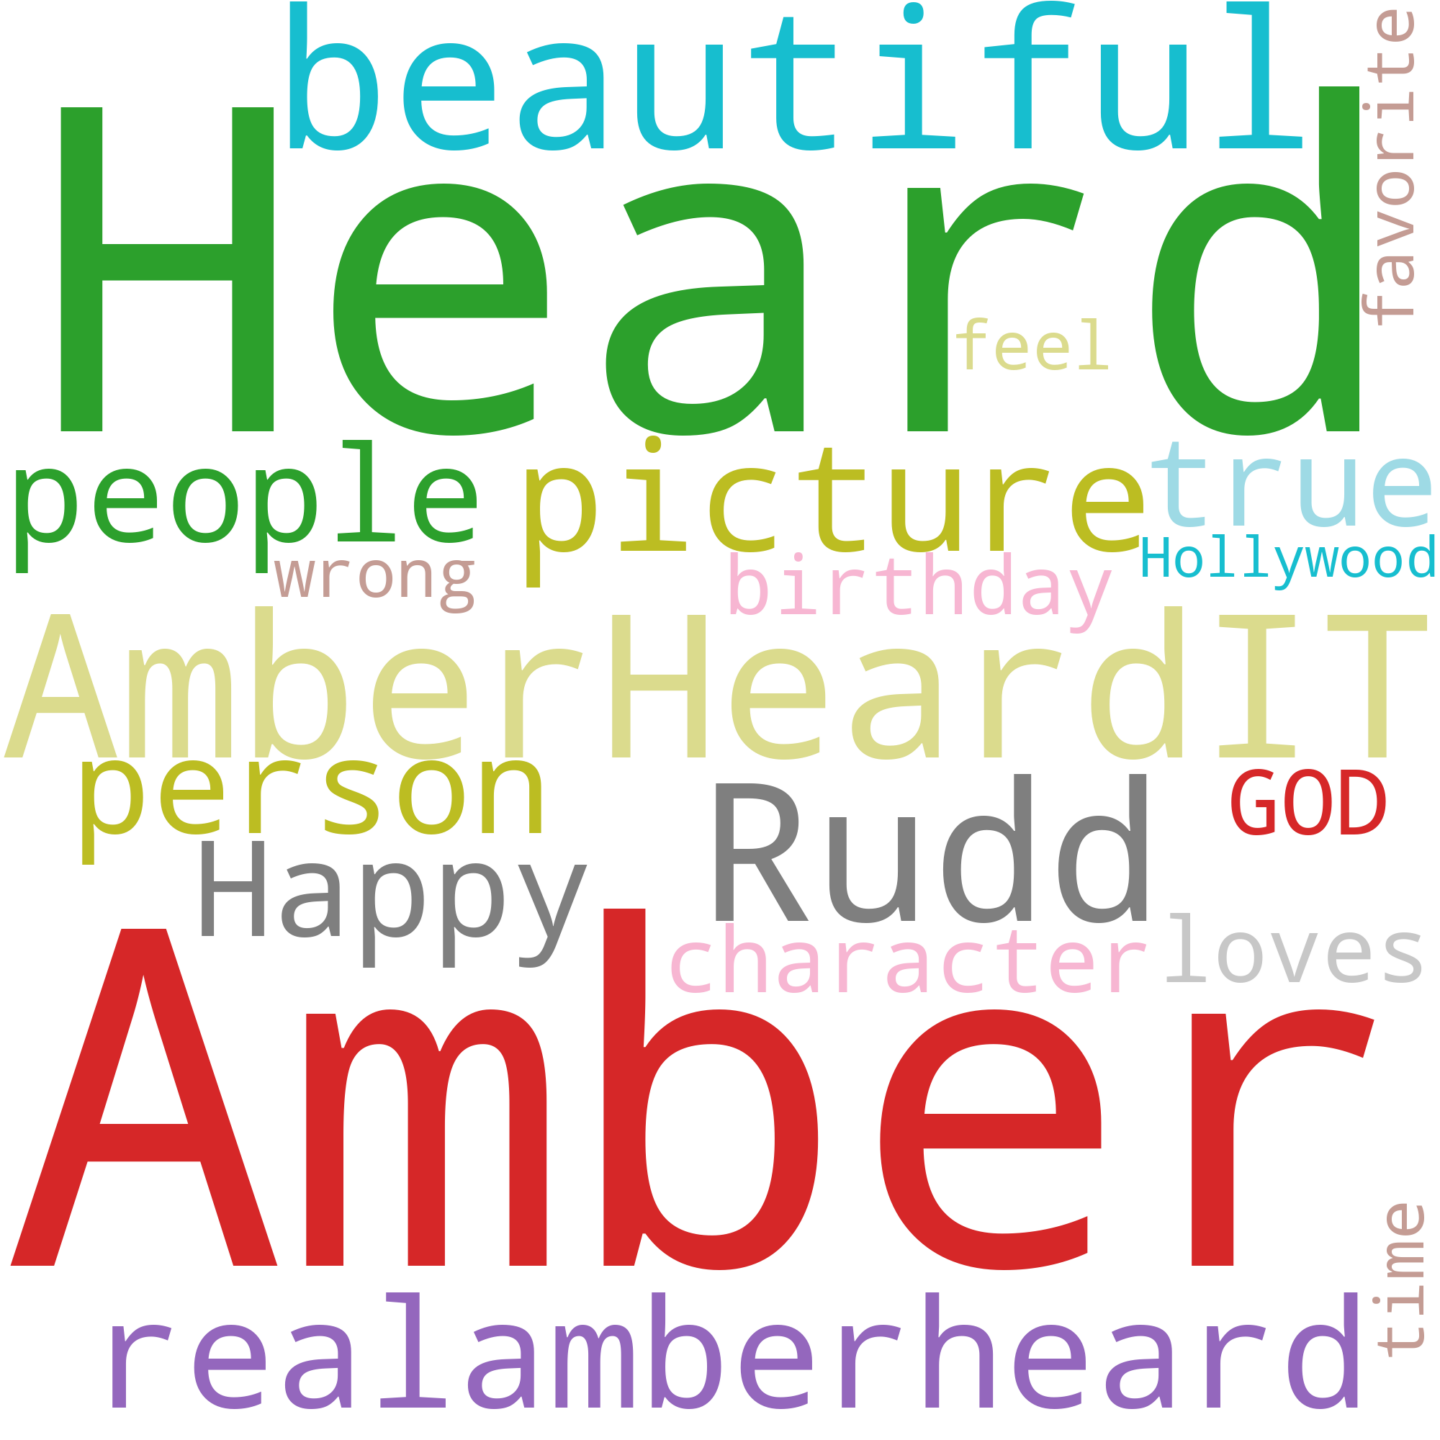 beautiful
favorite
Heard
feel
people
picture
true
wrong
birthday
Hollywood
AmberHeardIT
person
Rudd
GOD
Happy
character
loves
Amber
time
realamberheard